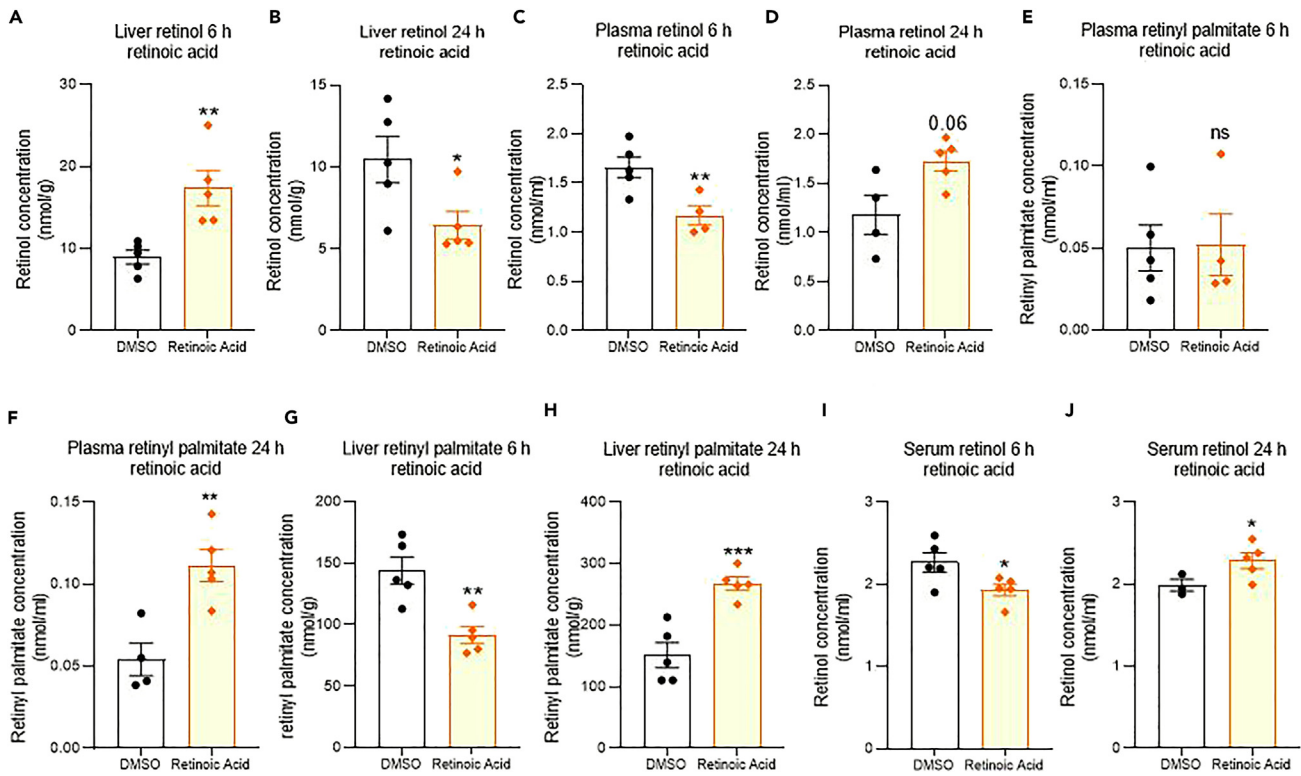 A
Liver retinol 6 h
retinoic acid
Retinol concentration
(nmol/g)
30
20
10
0
**
DMSO
Retinoic Acid
B
Liver retinol 24 h
retinoic acid
Retinol concentration
(nmol/g)
15
10
5
0
*
DMSO
Retinoic Acid
C
Plasma retinol 6 h
retinoic acid
Retinol concentration
(nmol/ml)
2.5
2.0
1.5
1.0
0.5
0.0
**
DMSO
Retinoic Acid
D
Plasma retinol 24 h
retinoic acid
Retinol concentration
(nmol/ml)
2.5
2.0
1.5
1.0
0.5
0.0
0.06
DMSO
Retinoic Acid
E
Plasma retinyl palmitate 6 h
retinoic acid
Retinyl palmitate concentration
(nmol/ml)
0.15
0.10
0.05
0.00
ns
DMSO
Retinoic Acid
F
Plasma retinyl palmitate 24 h
retinoic acid
Retinyl palmitate concentration
(nmol/ml)
0.15
0.10
0.05
0.00
**
DMSO
Retinoic Acid
G
Liver retinyl palmitate 6 h
retinoic acid
retinyl palmitate concentration
(nmol/g)
200
150
100
50
0
**
DMSO
Retinoic Acid
H
Liver retinyl palmitate 24 h
retinoic acid
Retinyl palmitate concentration
(nmol/g)
400
300
200
100
0
***
DMSO
Retinoic Acid
I
Serum retinol 6 h
retinoic acid
Retinol concentration
(nmol/ml)
3
2
1
0
*
DMSO
Retinoic Acid
J
Serum retinol 24 h
retinoic acid
Retinol concentration
(nmol/ml)
3
2
1
0
*
DMSO
Retinoic Acid